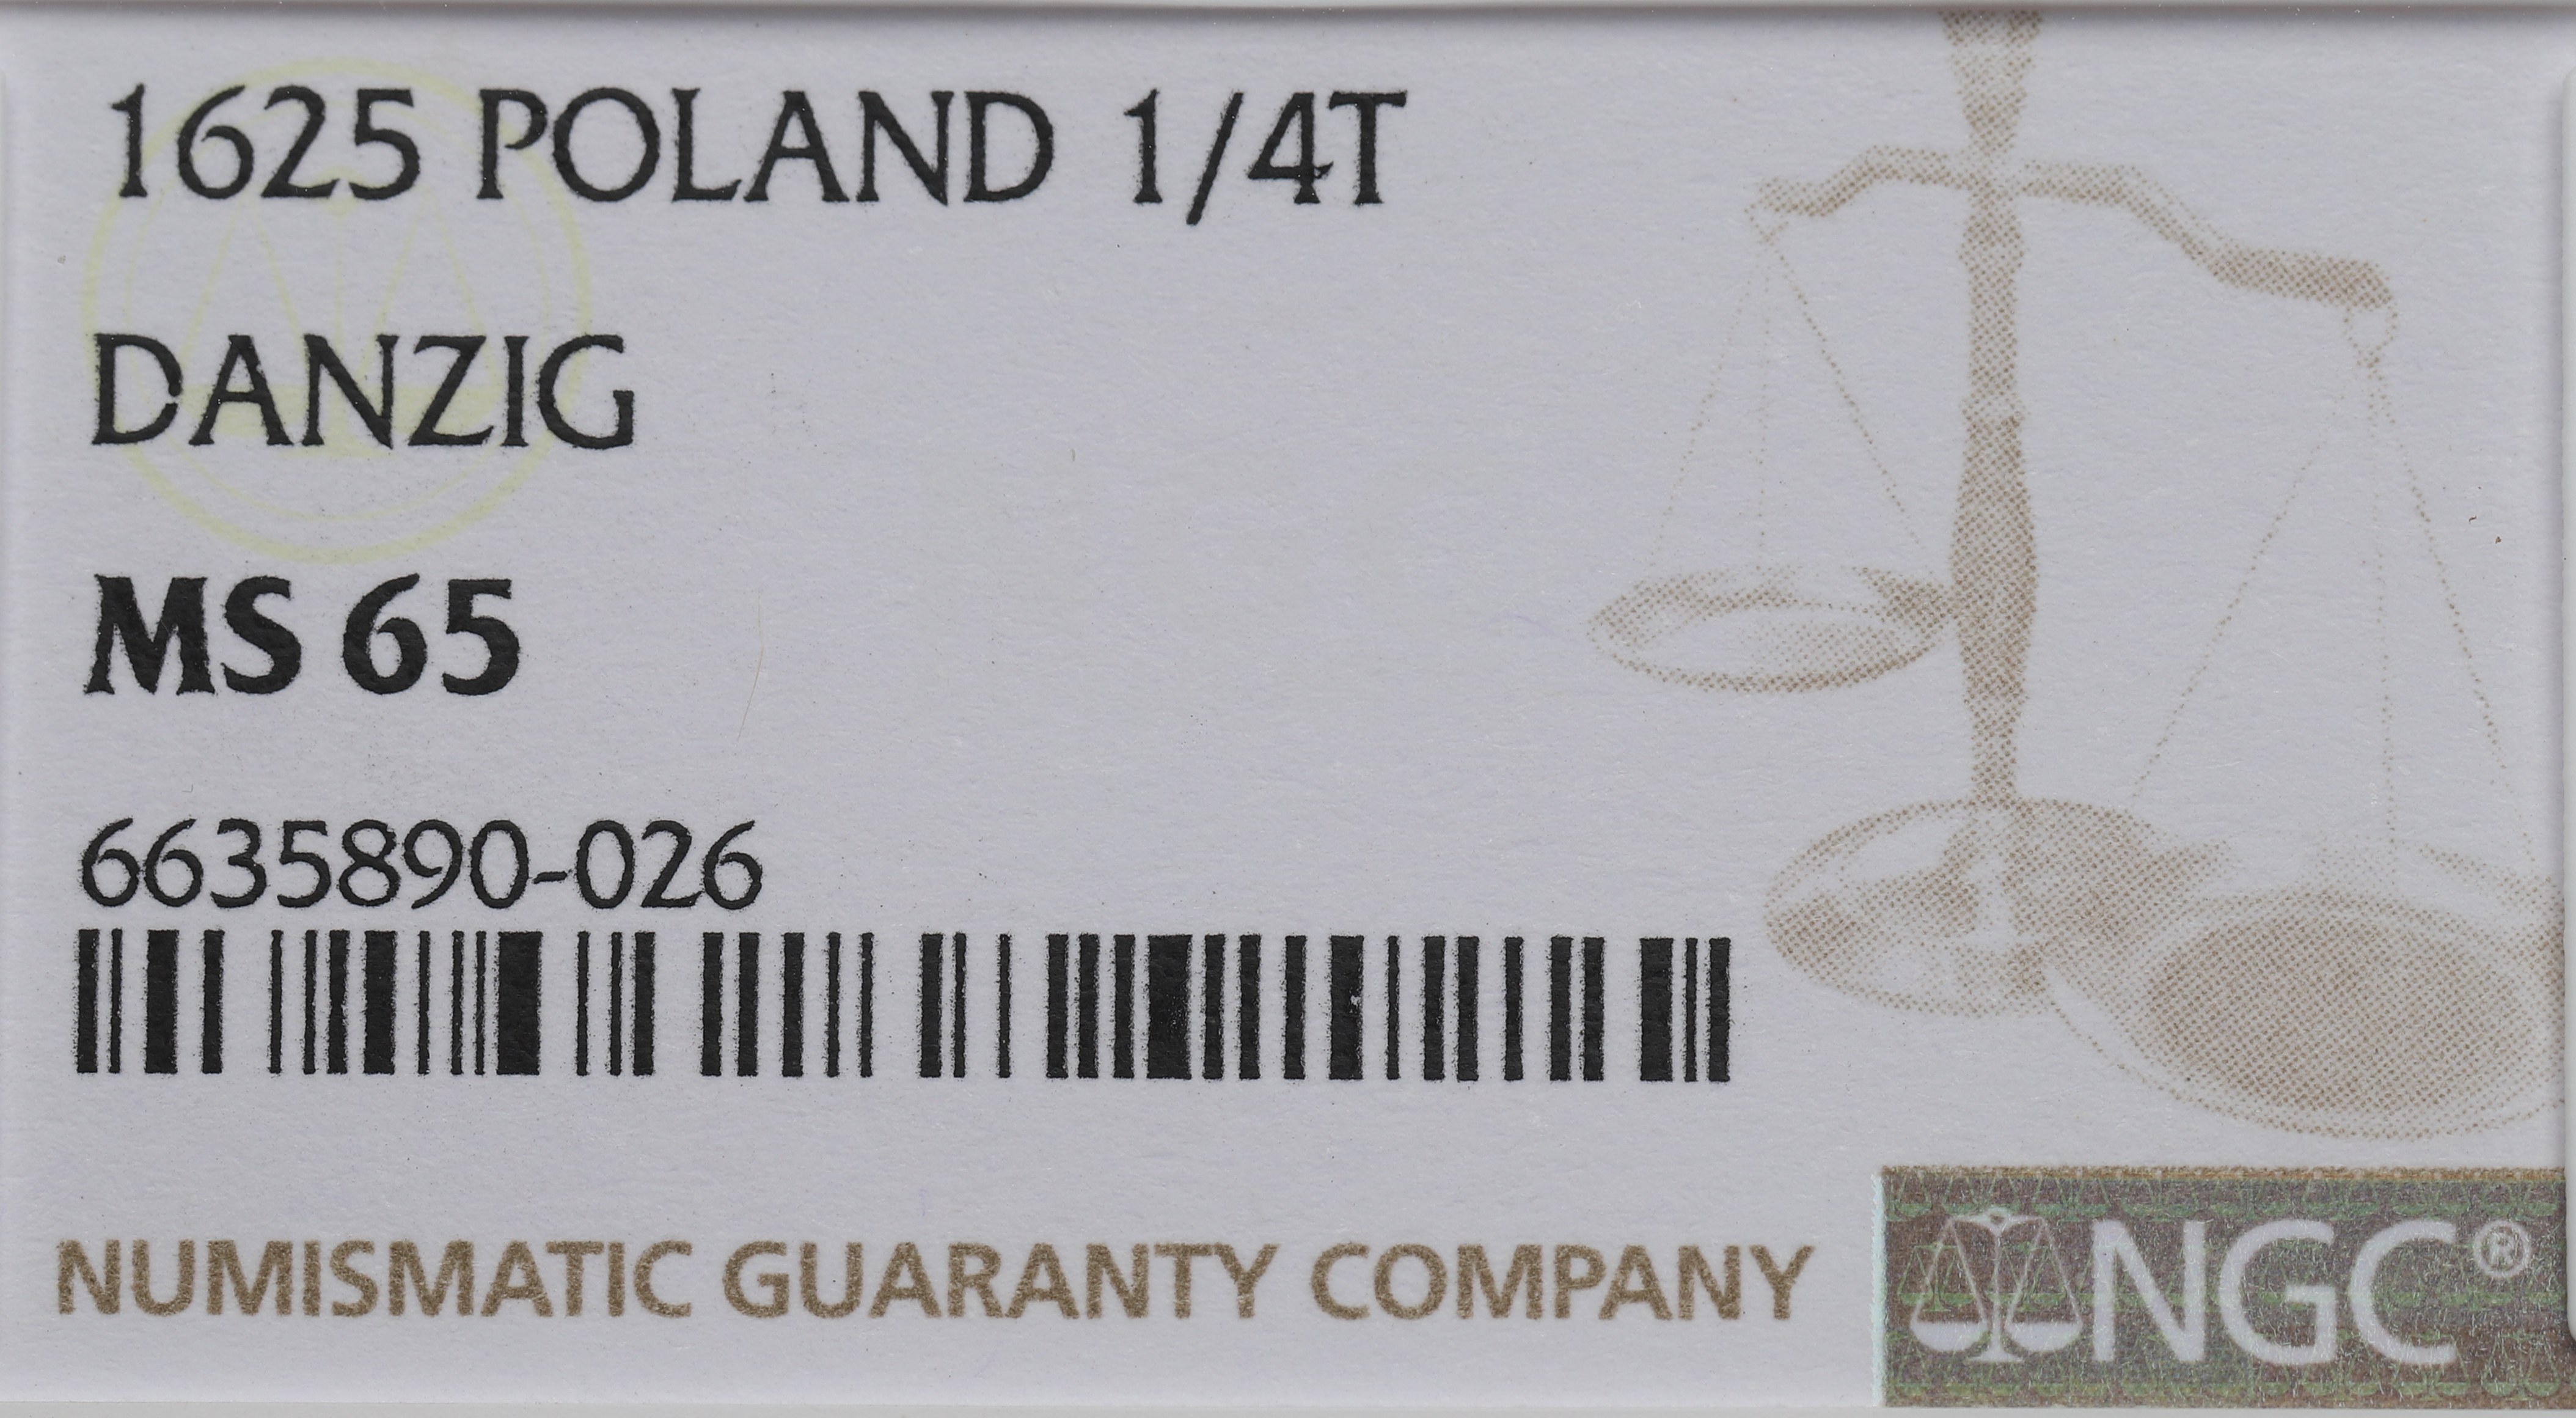 1625 POLAND 1/4T
DANZIG
MS 65
6635890-026
NUMISMATIC GUARANTY COMPANY
NGC®